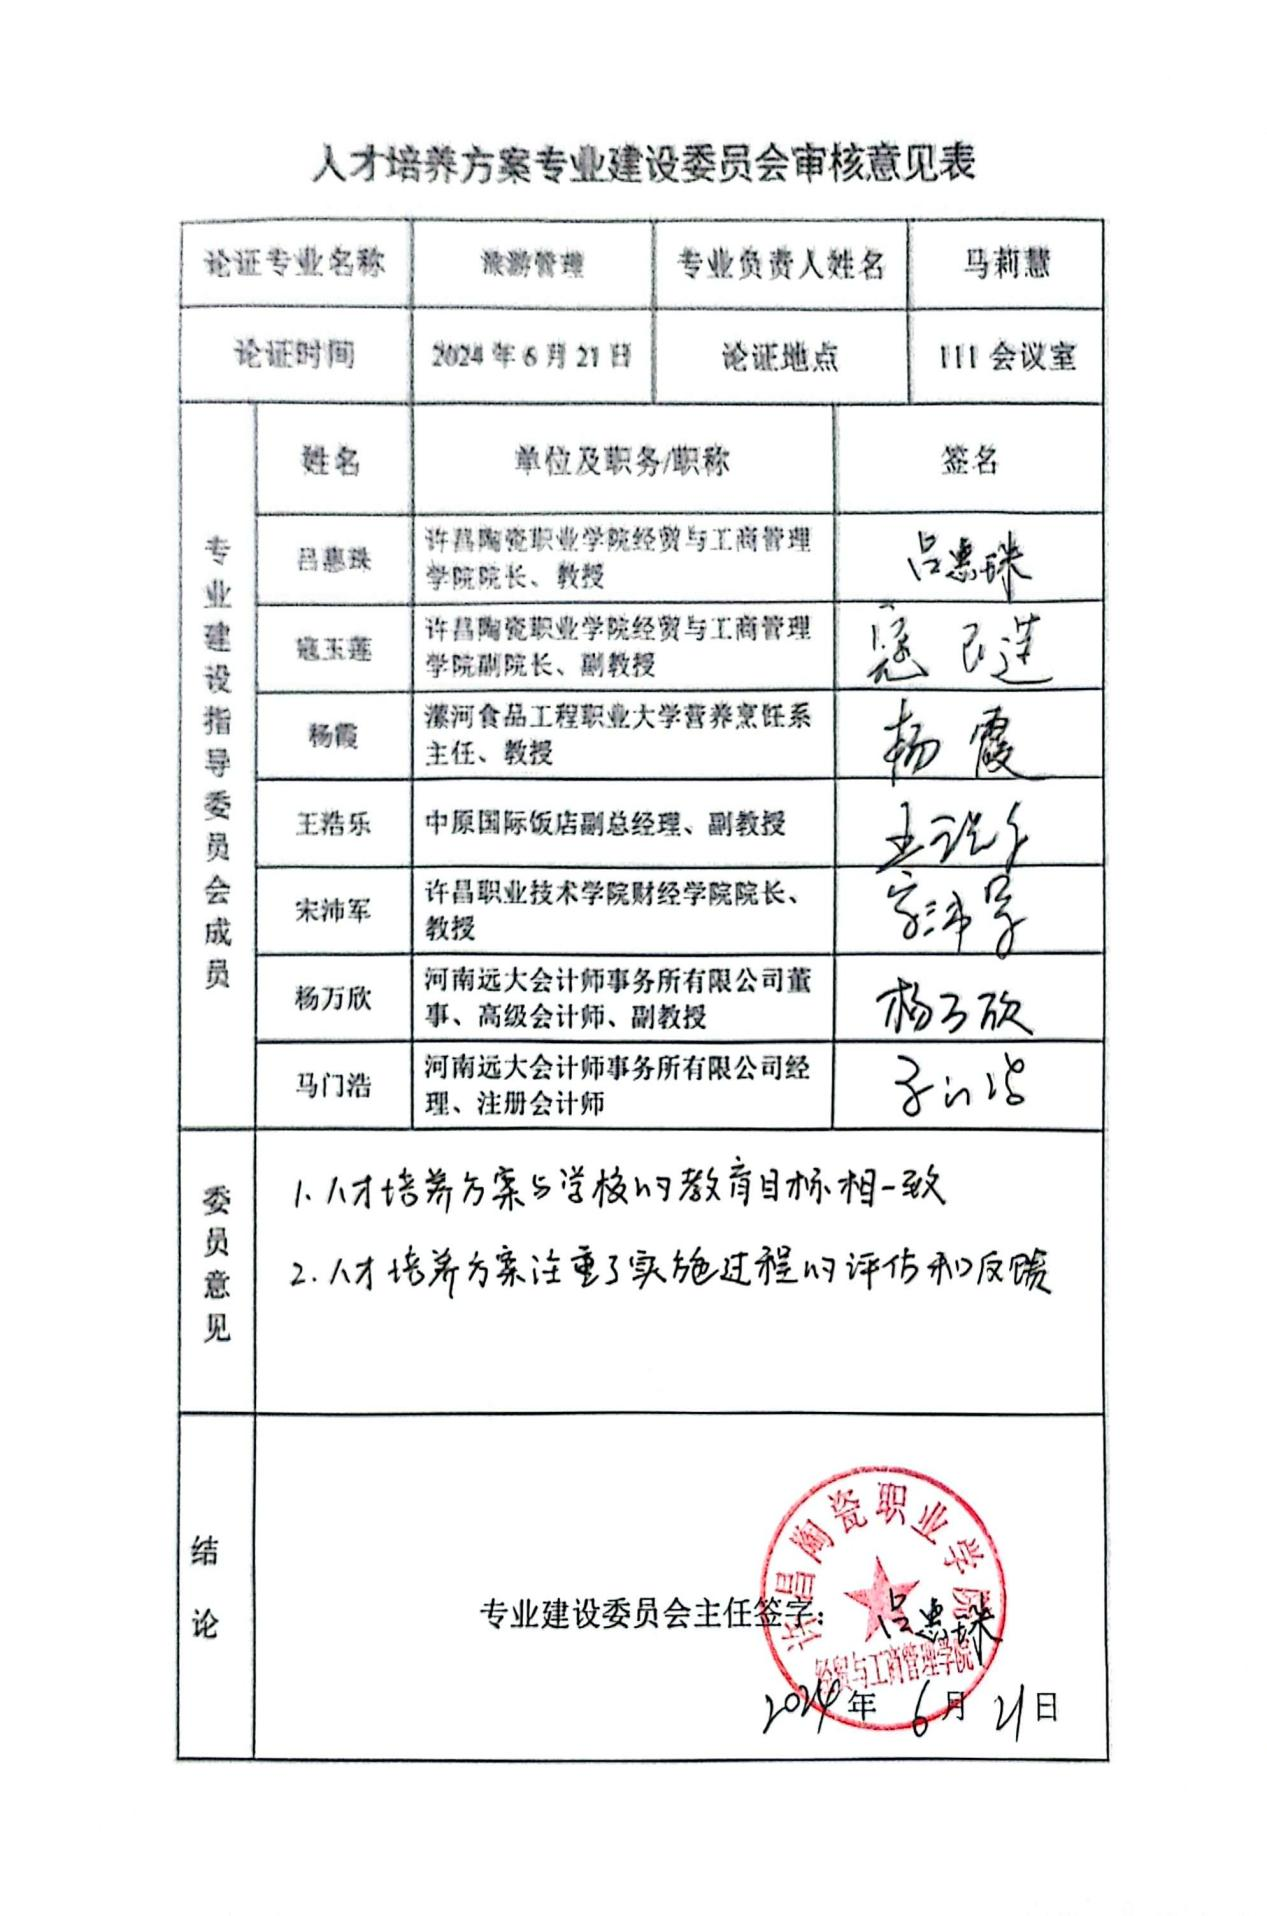 人才培养方案专业建设委员会审核意见表
论证专业名称 旅游管理 专业负责人姓名 马莉慧
论证时间 2024年6月21日 论证地点 111会议室
专业建设指导委员会成员
姓名 单位及职务/职称 签名
吕惠珠 许昌陶瓷职业学院经贸与工商管理
学院院长、教授 吕惠珠
寇玉莲 许昌陶瓷职业学院经贸与工商管理
学院副院长、副教授 寇玉莲
杨霞 漯河食品工程职业大学营养烹饪系
主任、教授 杨霞
王浩乐 中原国际饭店副总经理、副教授 王浩乐
宋沛军 许昌职业技术学院财经学院院长、
教授 宋沛军
杨万欣 河南远大会计师事务所有限公司董
事、高级会计师、副教授 杨万欣
马门浩 河南远大会计师事务所有限公司经
理、注册会计师 马门浩
委员意见
1.人才培养方案与学校的教育目标相一致
2.人才培养方案注重了实施过程的评估和反馈
结论
许昌陶瓷职业学院
专业建设委员会主任签字：吕惠珠
经贸与工商管理学院
2024年6月21日